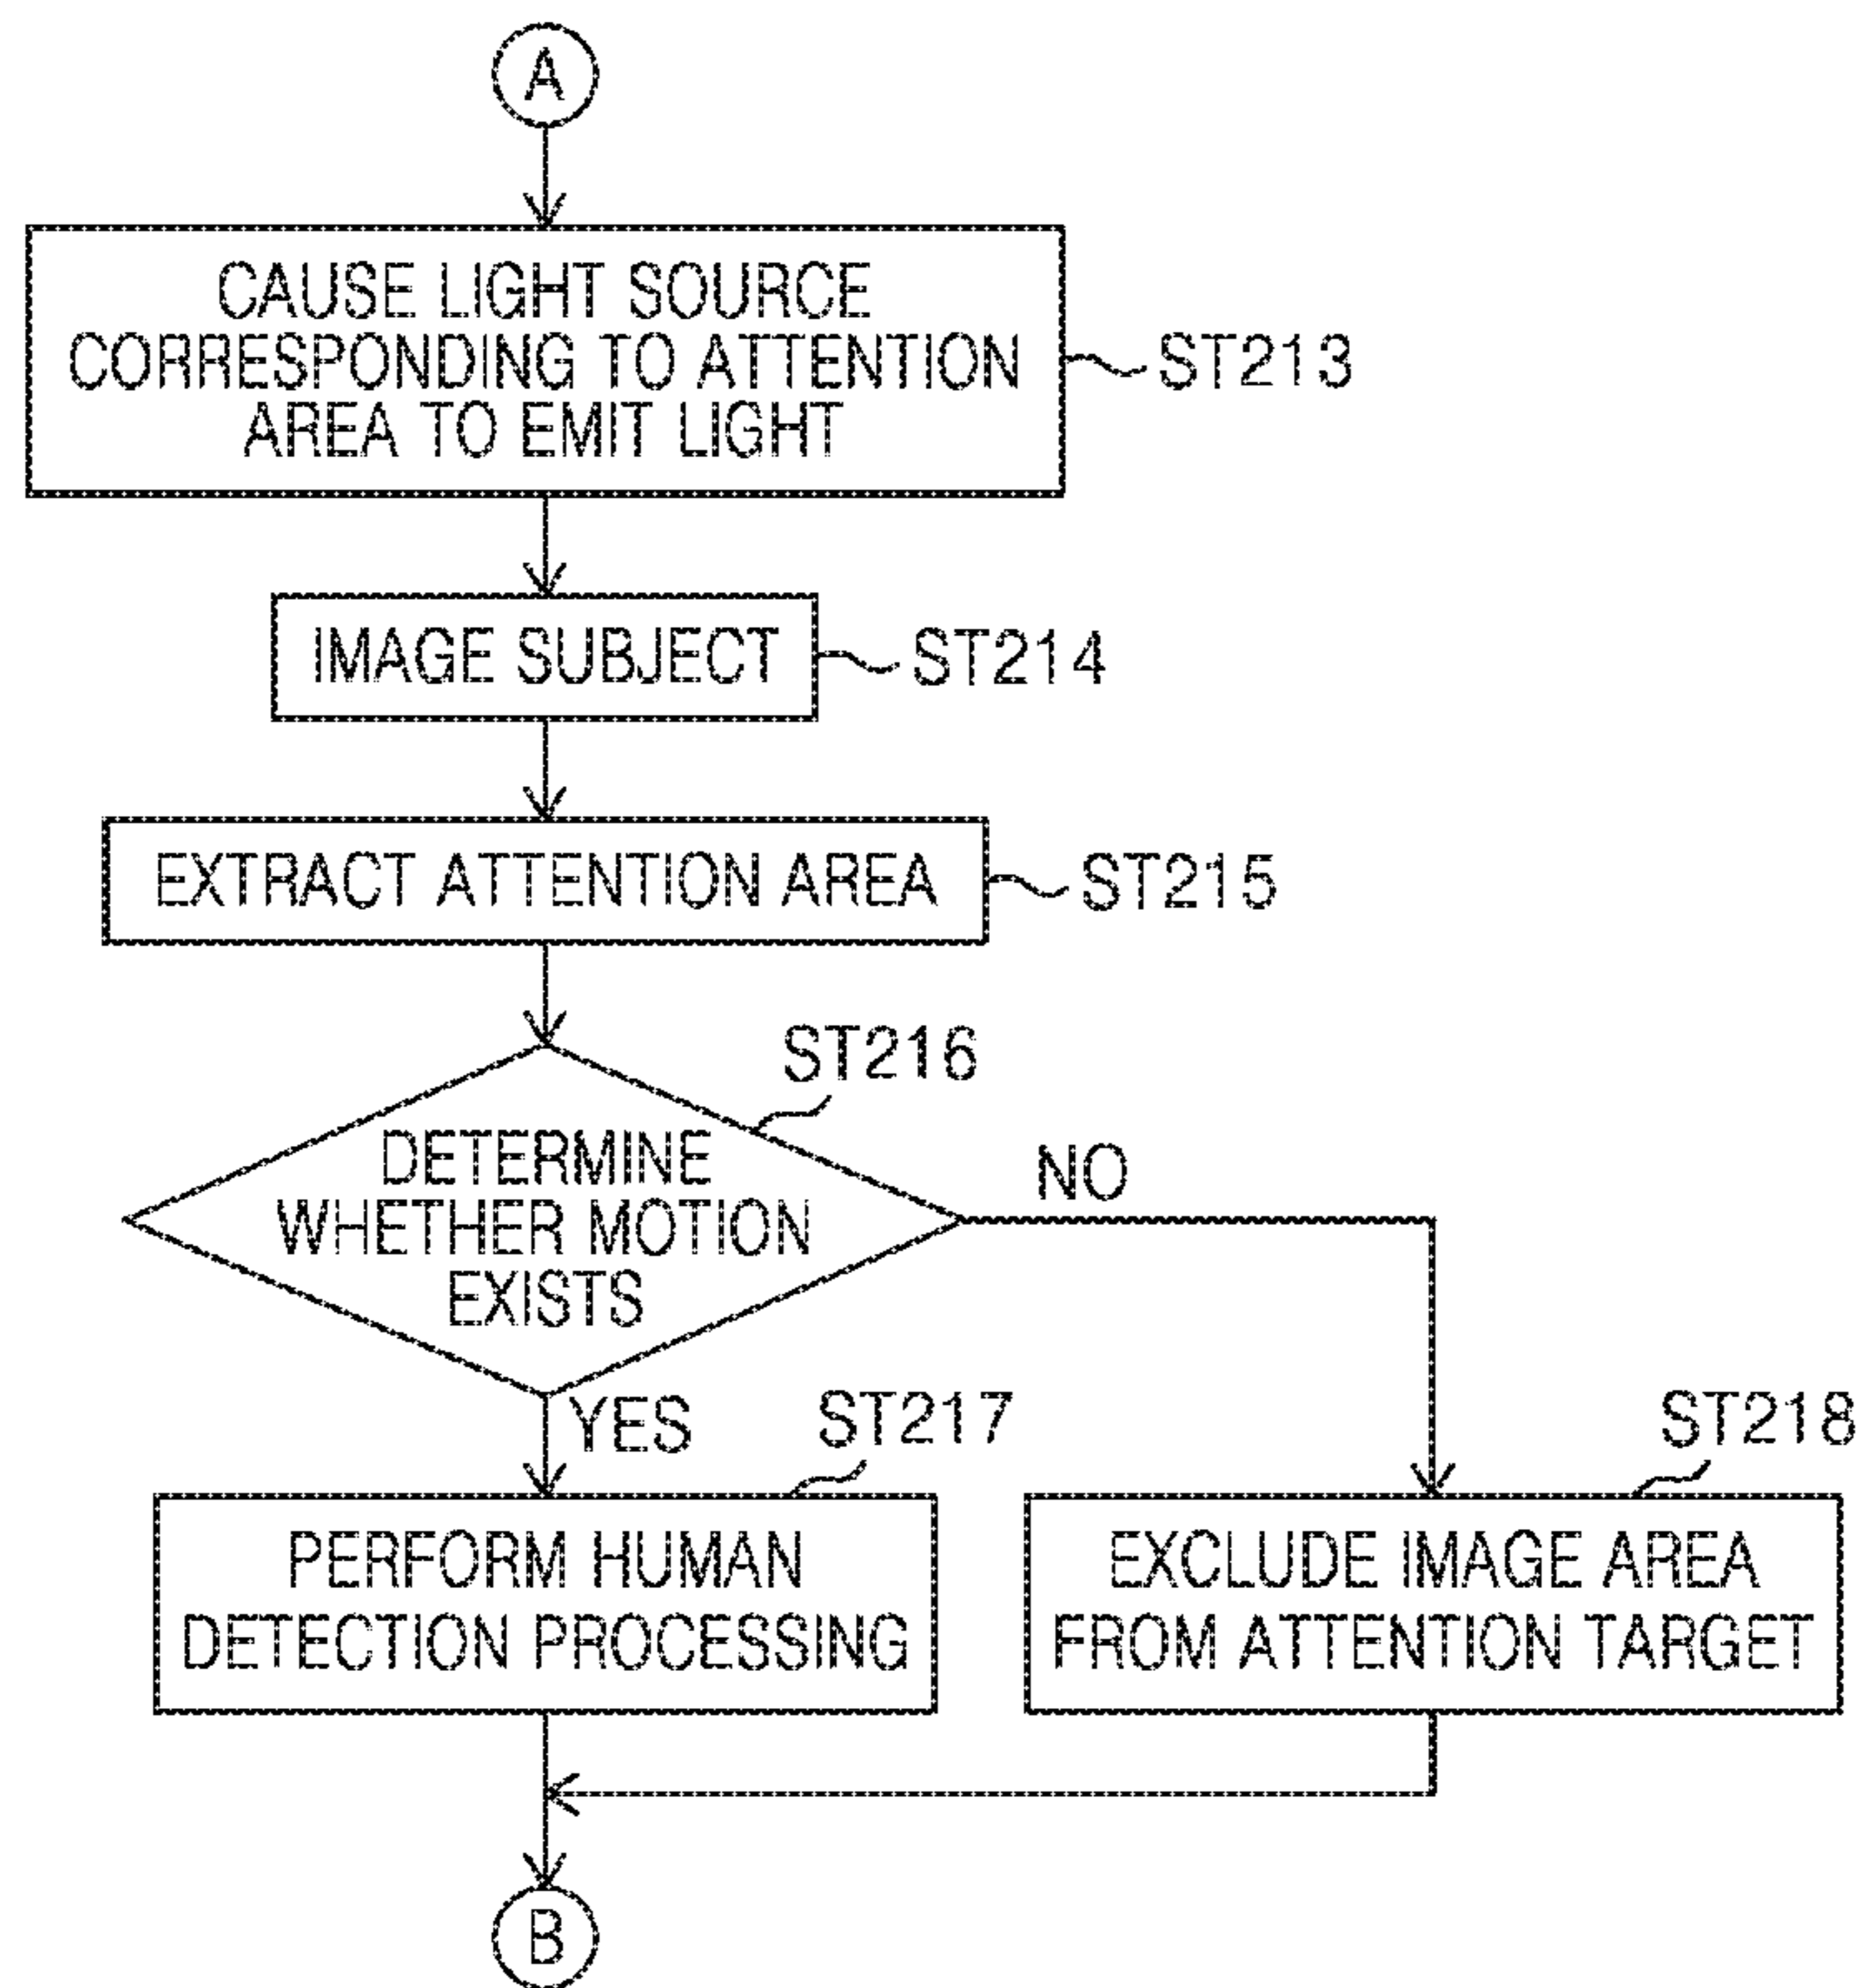 A
CAUSE LIGHT SOURCE
CORRESPONDING TO ATTENTION
AREA TO EMIT LIGHT
ST213
IMAGE SUBJECT
ST214
EXTRACT ATTENTION AREA
ST215
ST216
DETERMINE
WHETHER MOTION
EXISTS
NO
YES
ST217
ST218
PERFORM HUMAN
DETECTION PROCESSING
EXCLUDE IMAGE AREA
FROM ATTENTION TARGET
B